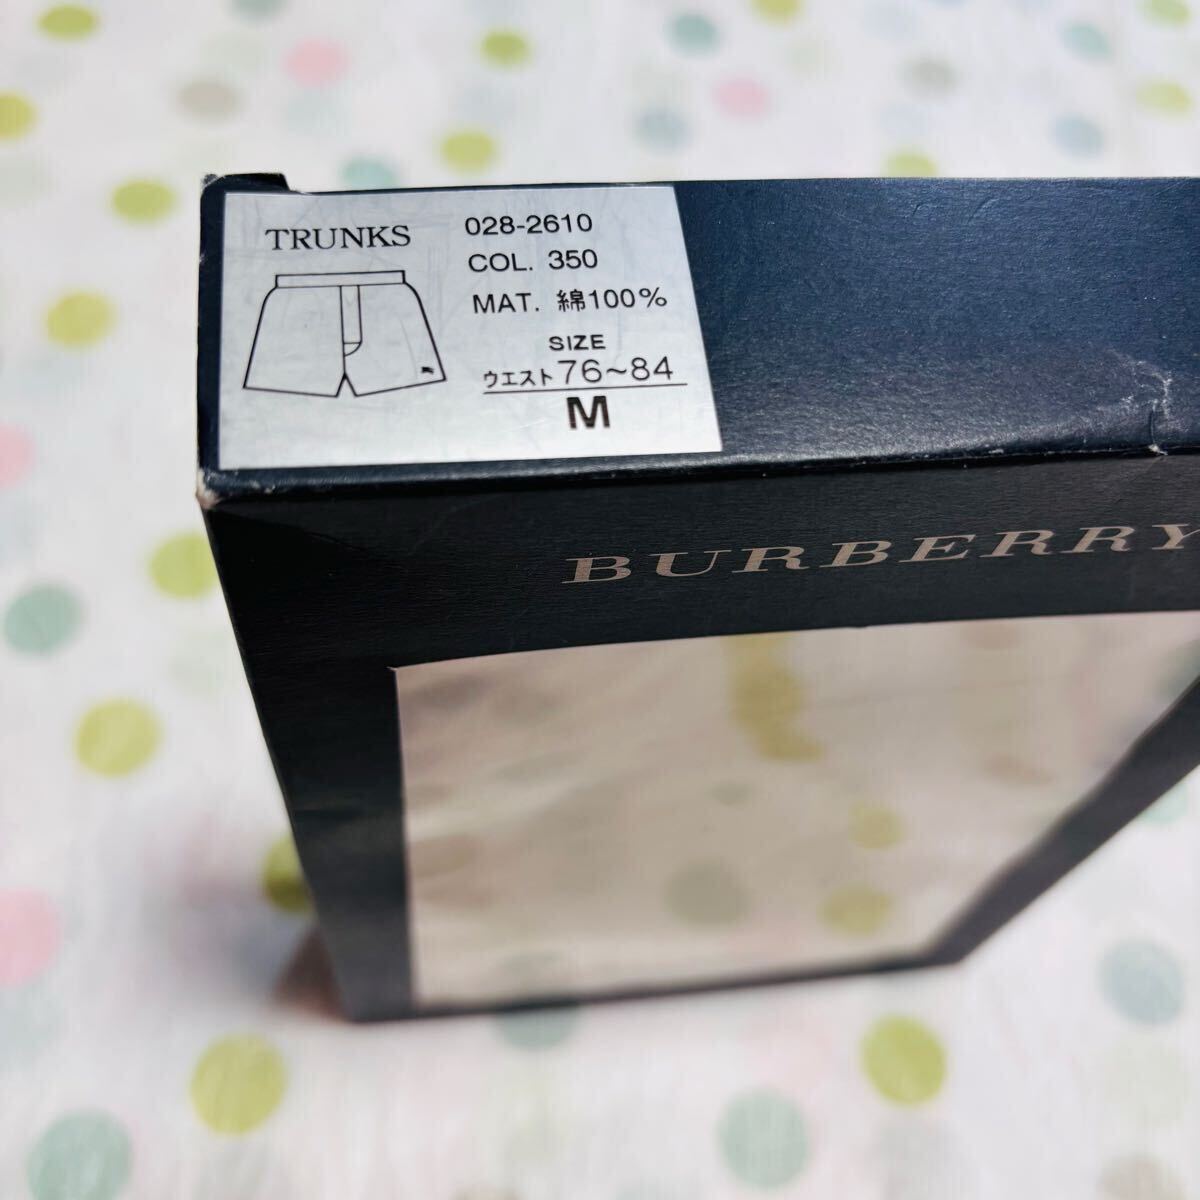 TRUNKS
028-2610
COL. 350
MAT. 綿100%
SIZE
ウエスト76~84
M
BURBERRY